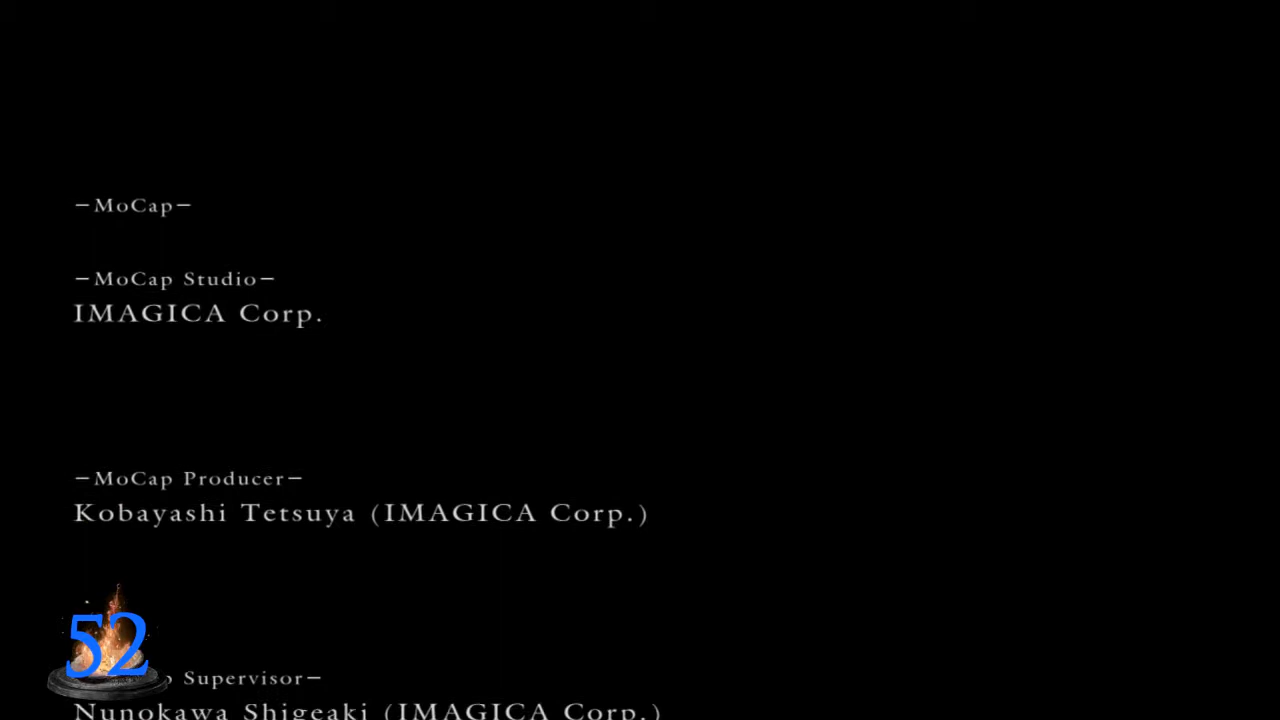 −MoCap−
−MoCap Studio−
IMAGICA Corp.
−MoCap Producer−
Kobayashi Tetsuya (IMAGICA Corp.)
52
Supervisor−
Nunokawa Shigeaki (IMAGICA Corp.)